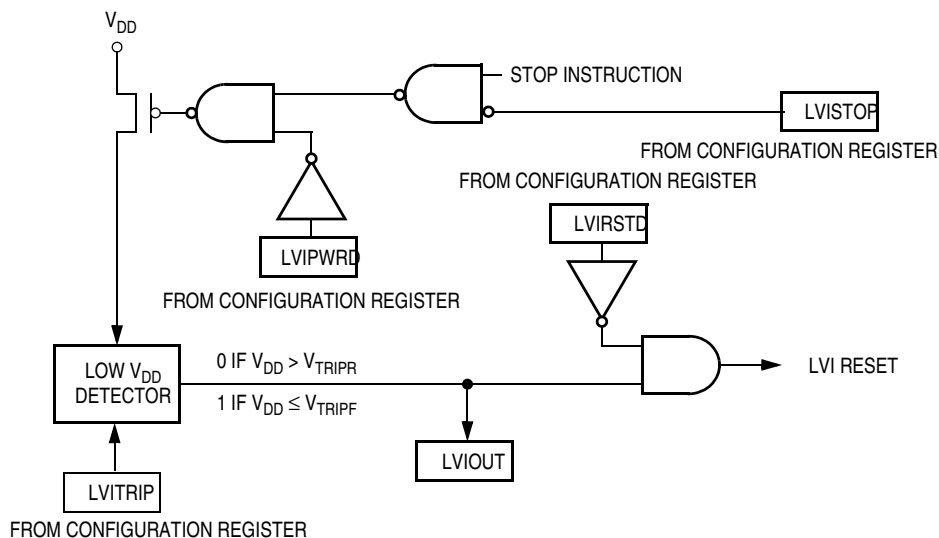 VDD
STOP INSTRUCTION
LVISTOP
FROM CONFIGURATION REGISTER
FROM CONFIGURATION REGISTER
LVIRSTD
LVIPWRD
FROM CONFIGURATION REGISTER
LOW VDD
DETECTOR
0 IF VDD > VTRIPR
1 IF VDD ≤ VTRIPF
LVI RESET
LVIOUT
LVITRIP
FROM CONFIGURATION REGISTER